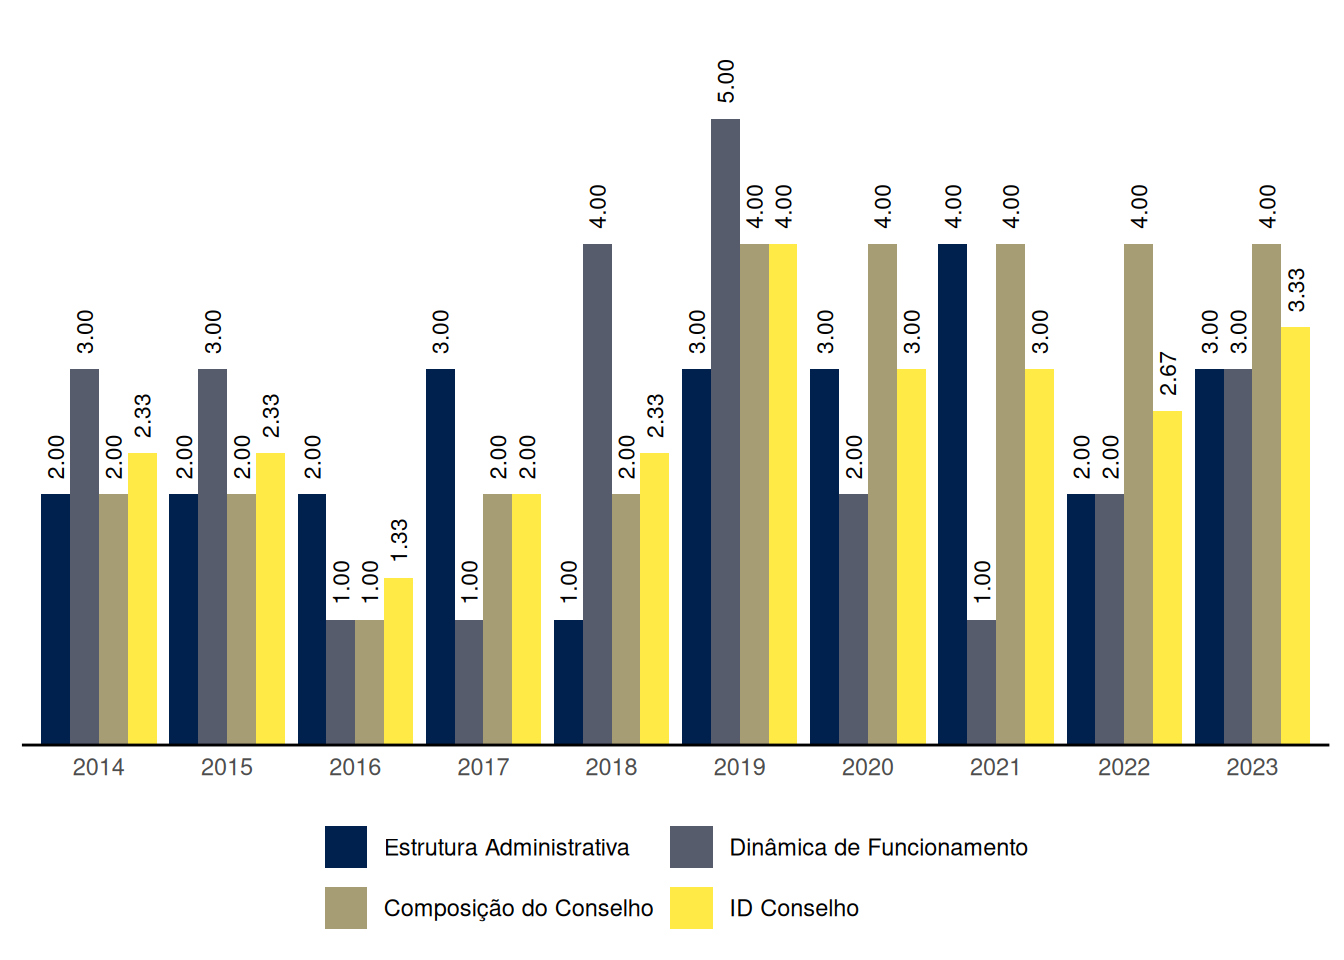 5.00
4.00 4.00 4.00 4.00 4.00 4.00 4.00 4.00
3.33
3.00 3.00 3.00 3.00 3.00 3.00 3.00 3.00 3.00
2.67
2.33 2.33 2.33
2.00 2.00 2.00 2.00 2.00 2.00 2.00 2.00 2.00 2.00 2.00
1.33
1.00 1.00 1.00 1.00 1.00
2014 2015 2016 2017 2018 2019 2020 2021 2022 2023
Estrutura Administrativa Dinâmica de Funcionamento
Composição do Conselho ID Conselho